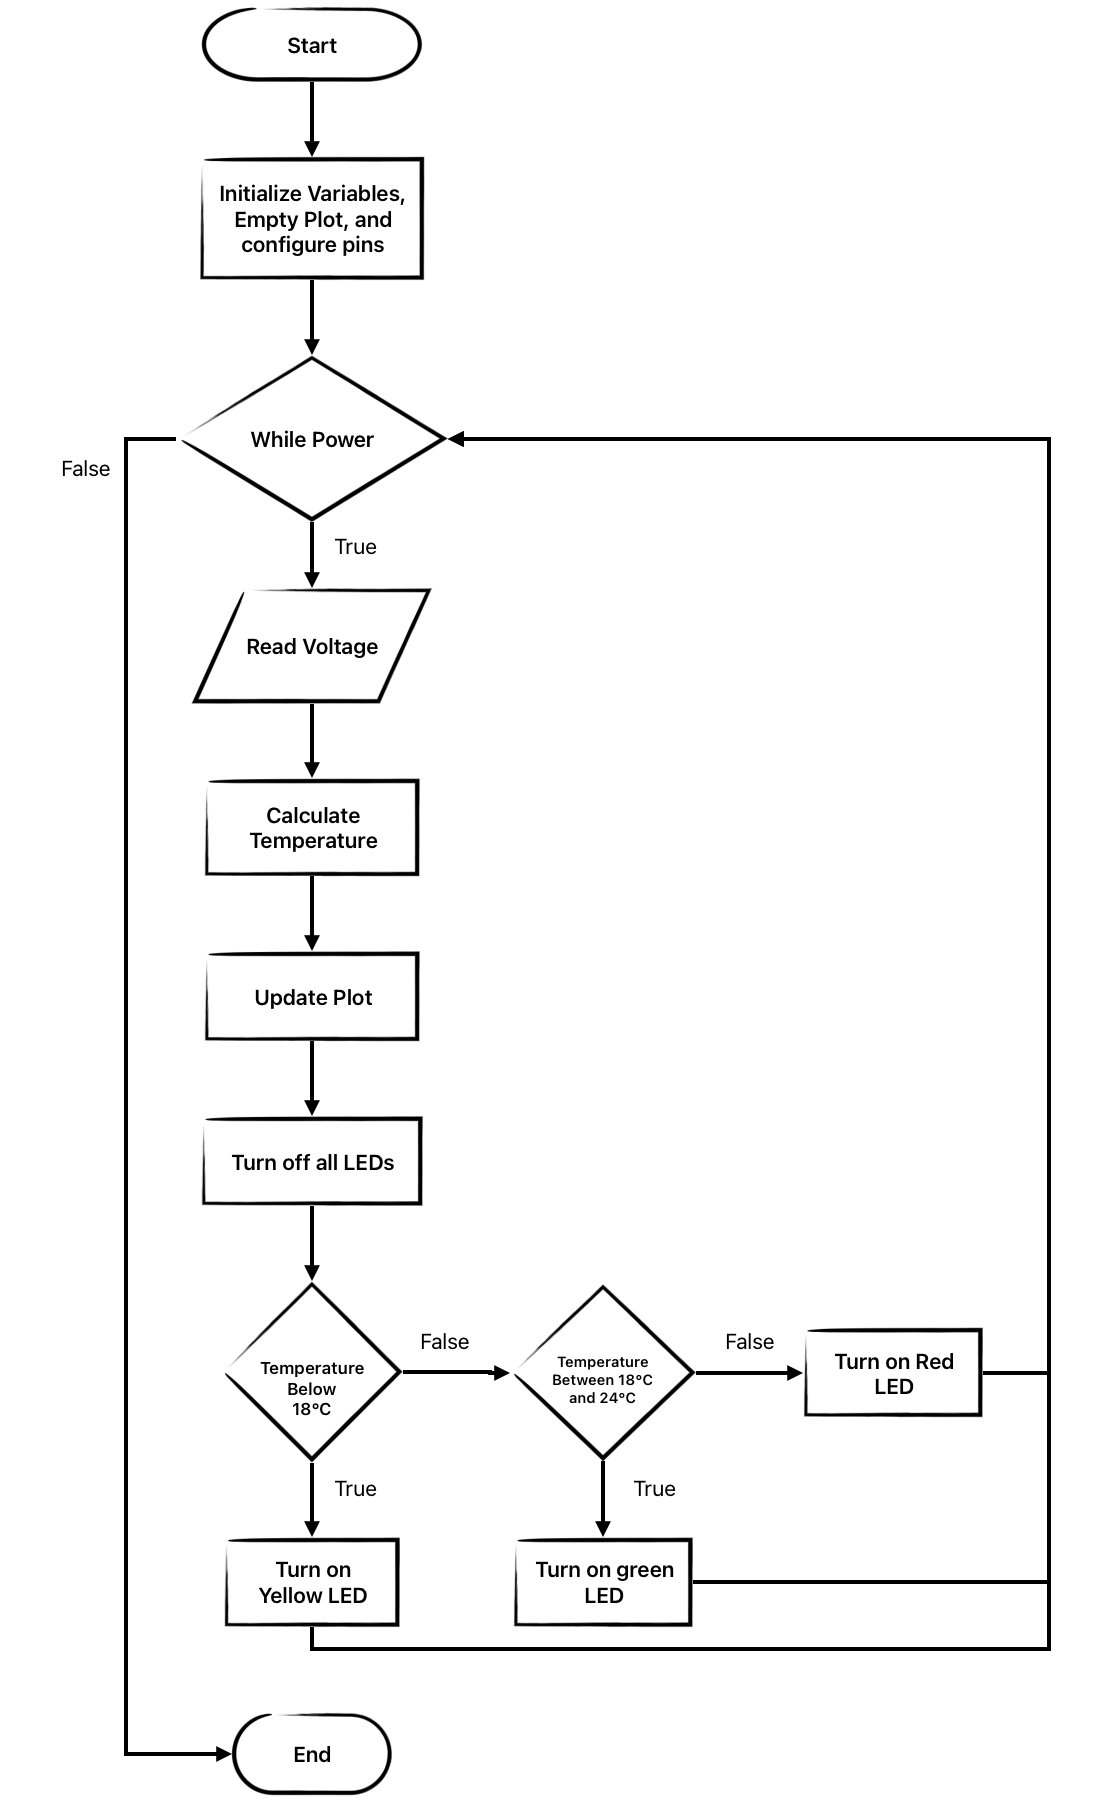 Start
Initialize Variables,
Empty Plot, and
configure pins
While Power
False
True
Read Voltage
Calculate
Temperature
Update Plot
Turn off all LEDs
Temperature
Below
18°C
False
Temperature
Between 18°C
and 24°C
False
Turn on Red
LED
True
True
Turn on
Yellow LED
Turn on green
LED
End